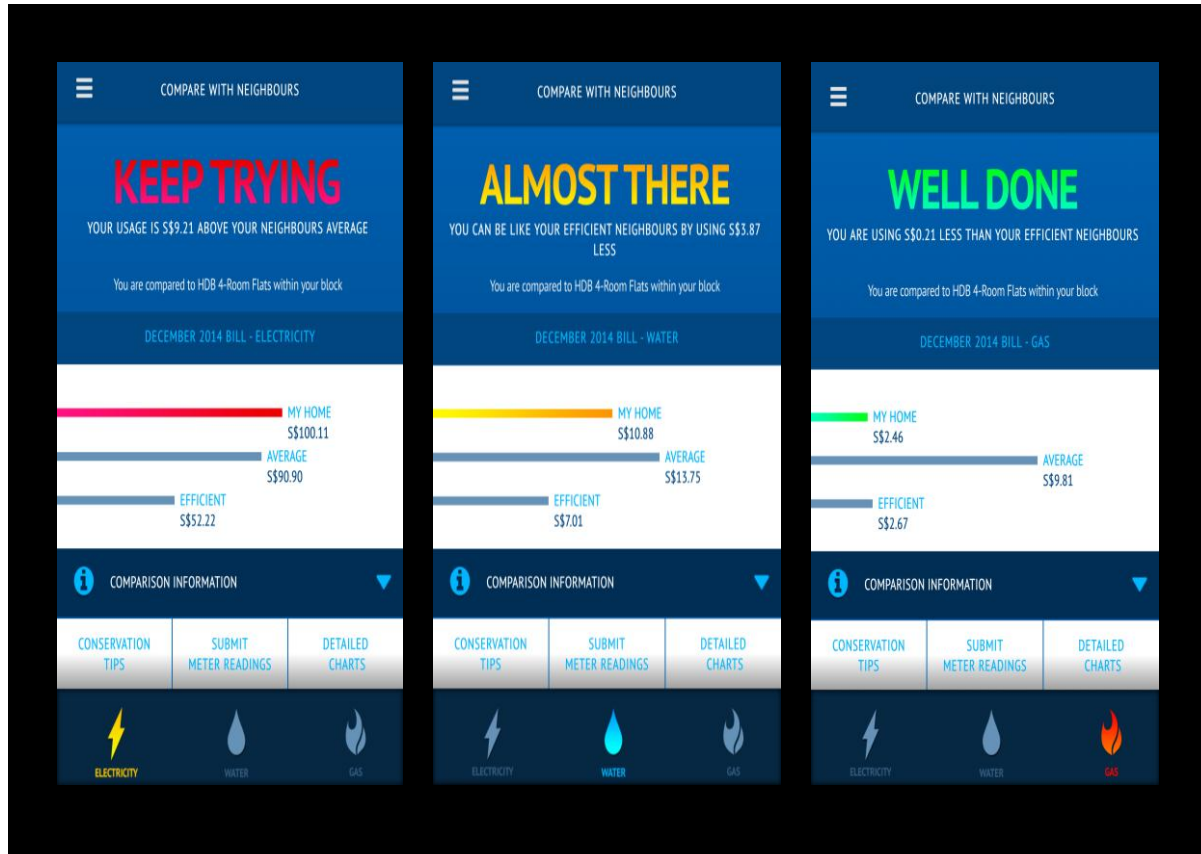 COMPARE WITH NEIGHBOURS
KEEP TRYING
YOUR USAGE IS S$9.21 ABOVE YOUR NEIGHBOURS AVERAGE
You are compared to HDB 4-Room Flats within your block
DECEMBER 2014 BILL - ELECTRICITY
MY HOME
S$100.11
AVERAGE
S$90.90
EFFICIENT
S$52.22
COMPARISON INFORMATION
CONSERVATION
TIPS
SUBMIT
METER READINGS
DETAILED
CHARTS
ELECTRICITY
WATER
GAS
COMPARE WITH NEIGHBOURS
ALMOST THERE
YOU CAN BE LIKE YOUR EFFICIENT NEIGHBOURS BY USING S$3.87
LESS
You are compared to HDB 4-Room Flats within your block
DECEMBER 2014 BILL - WATER
MY HOME
S$10.88
AVERAGE
S$13.75
EFFICIENT
S$7.01
COMPARISON INFORMATION
CONSERVATION
TIPS
SUBMIT
METER READINGS
DETAILED
CHARTS
ELECTRICITY
WATER
GAS
COMPARE WITH NEIGHBOURS
WELL DONE
YOU ARE USING S$0.21 LESS THAN YOUR EFFICIENT NEIGHBOURS
You are compared to HDB 4-Room Flats within your block
DECEMBER 2014 BILL - GAS
MY HOME
S$2.46
AVERAGE
S$9.81
EFFICIENT
S$2.67
COMPARISON INFORMATION
CONSERVATION
TIPS
SUBMIT
METER READINGS
DETAILED
CHARTS
ELECTRICITY
WATER
GAS